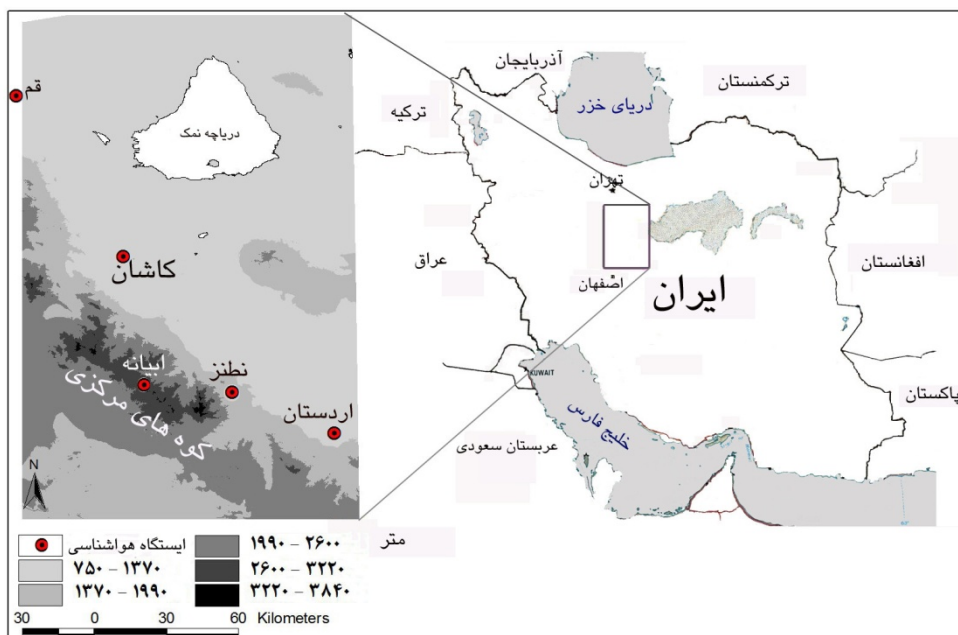 قم
دریاچه نمک
کاشان
ابیانه
نطنز
اردستان
کوه های مرکزی
N
آذربایجان
ترکمنستان
دریای خزر
ترکیه
تهران
عراق
اصفهان
ایران
افغانستان
KUWAIT
پاکستان
خلیج فارس
عربستان سعودی
متر
ایستگاه هواشناسی
۷۵۰ – ۱۳۷۰
۱۳۷۰ – ۱۹۹۰
۱۹۹۰ – ۲۶۰۰
۲۶۰۰ – ۳۲۲۰
۳۲۲۰ – ۳۸۴۰
30 0 30 60 Kilometers